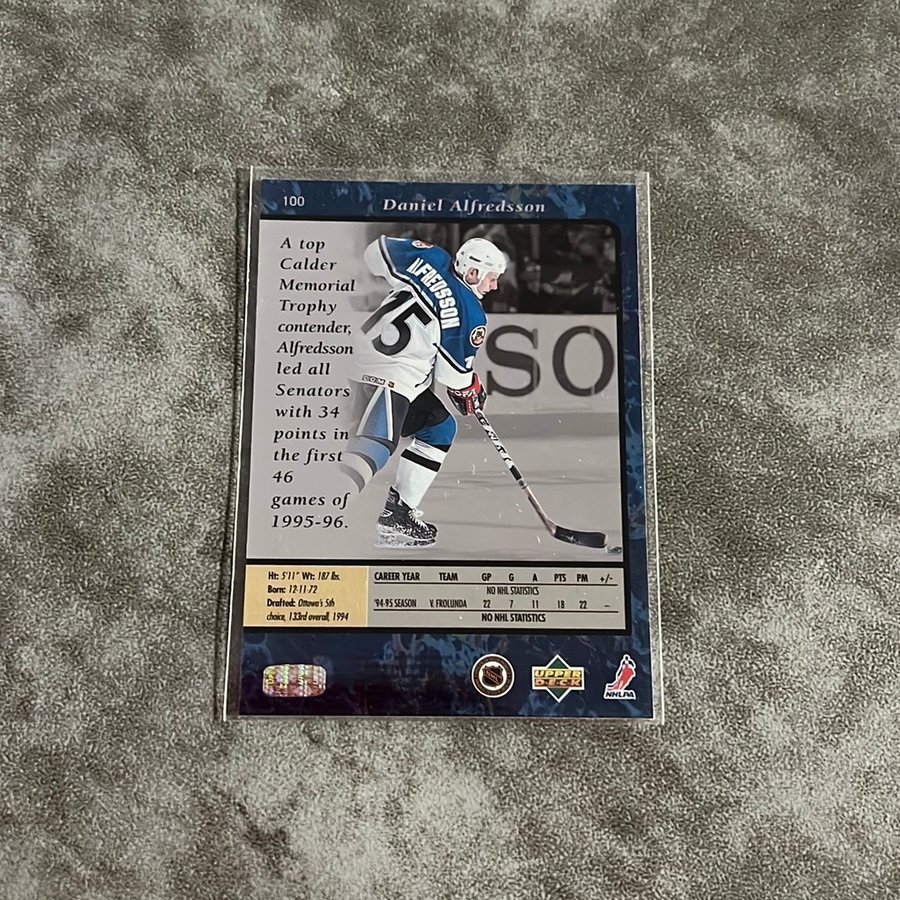 100
Daniel Alfredsson
A top
Calder
Memorial
Trophy
contender,
Alfredsson
led all
Senators
with 34
points in
the first
46
games of
1995-96.
ALFREDSSON
15
CCM
SO
Ht: 5'11" Wt: 187 lbs.
Born: 12-11-72
Drafted: Ottawa's 5th
choice, 133rd overall, 1994
CAREER YEAR TEAM GP G A PTS PM +/-
NO NHL STATISTICS
'94-95 SEASON V. FROLUNDA 22 7 11 18 22 –
NO NHL STATISTICS
UPPER
DECK
NHLPA